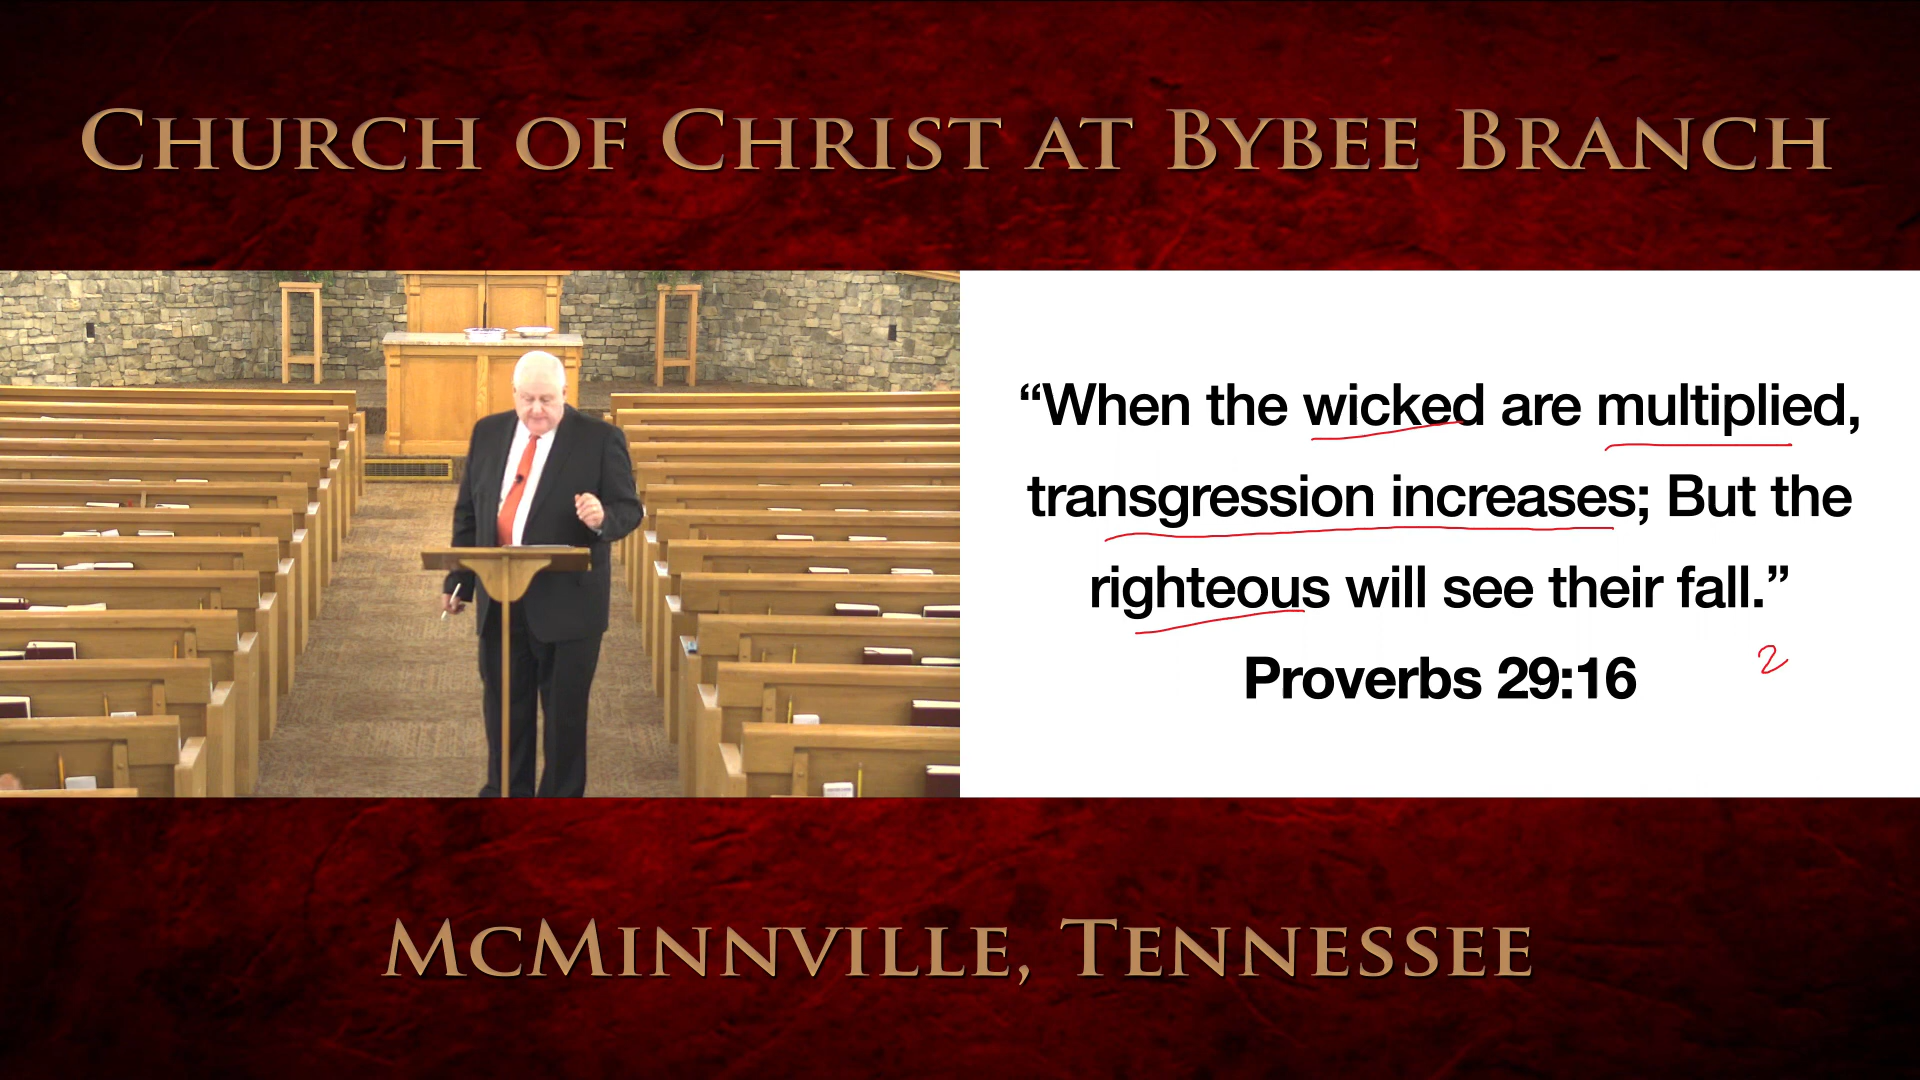 CHURCH OF CHRIST AT BYBEE BRANCH
“When the wicked are multiplied,
transgression increases; But the
righteous will see their fall.”
Proverbs 29:16
2
MCMINNVILLE, TENNESSEE